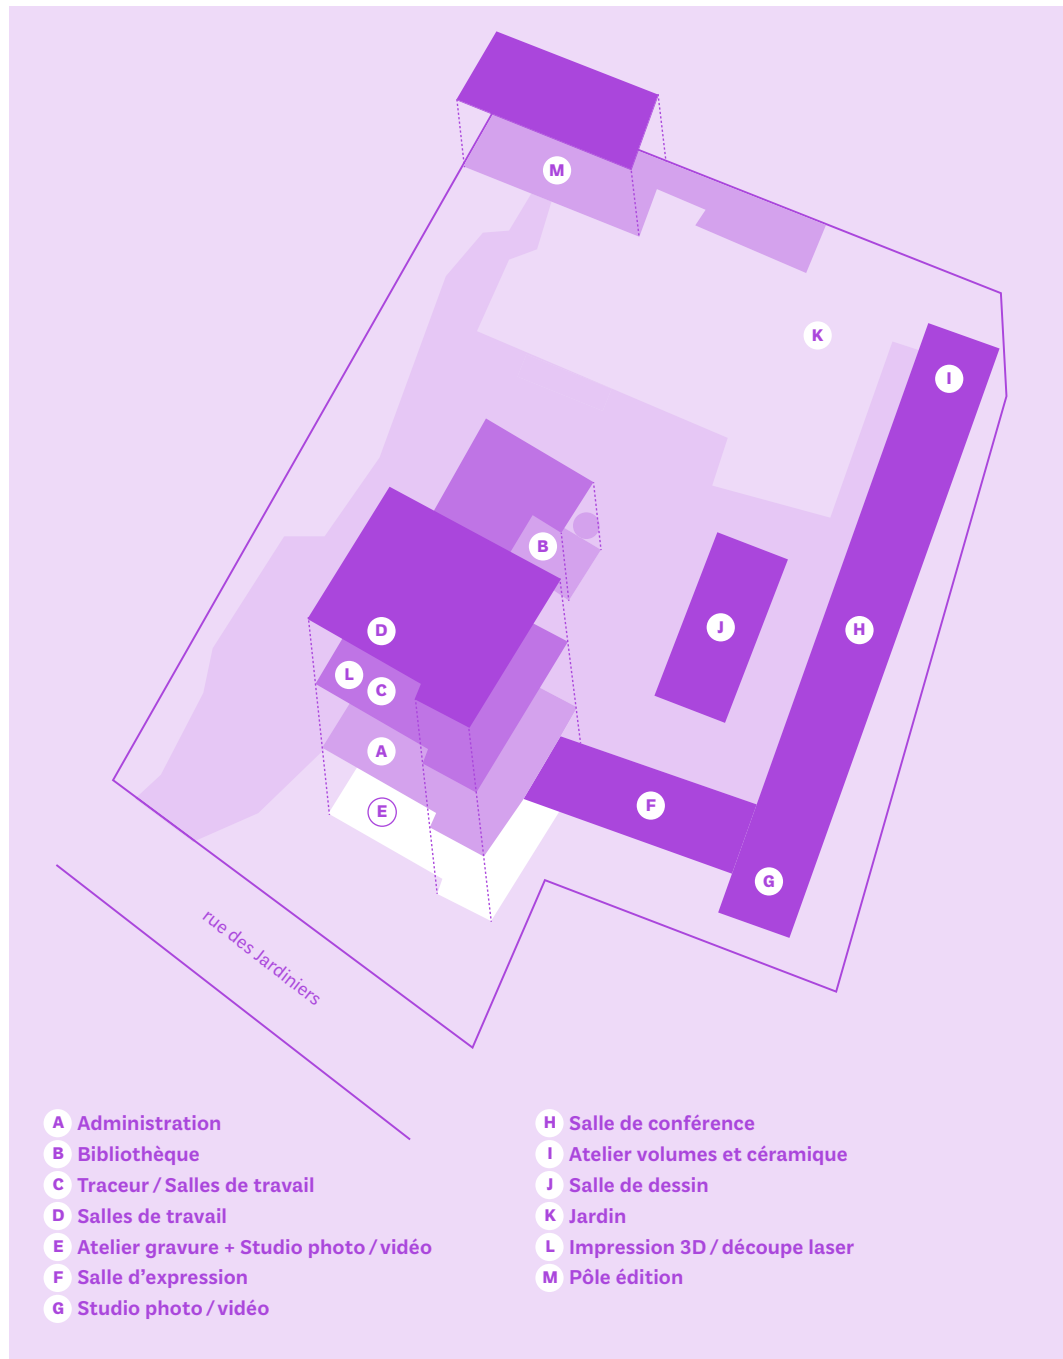 M
K
I
B
D
J
H
L
C
A
F
E
G
rue des Jardiniers
A Administration
B Bibliothèque
C Traceur / Salles de travail
D Salles de travail
E Atelier gravure + Studio photo / vidéo
F Salle d’expression
G Studio photo / vidéo
H Salle de conférence
I Atelier volumes et céramique
J Salle de dessin
K Jardin
L Impression 3D / découpe laser
M Pôle édition